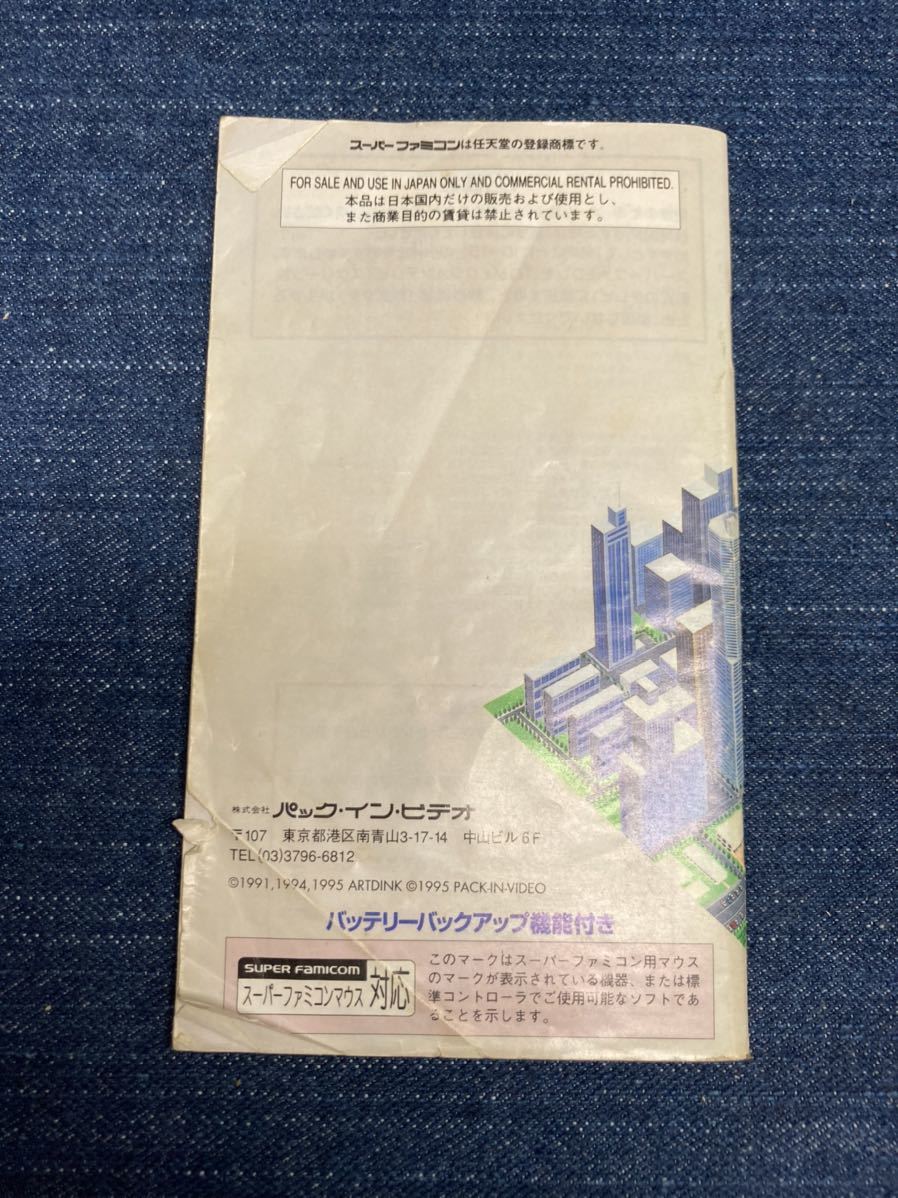 スーパーファミコンは任天堂の登録商標です。
FOR SALE AND USE IN JAPAN ONLY AND COMMERCIAL RENTAL PROHIBITED.
本品は日本国内だけの販売および使用とし、
また商業目的の賃貸は禁止されています。
株式会社 パック・イン・ビデオ
〒107 東京都港区南青山3-17-14 中山ビル6F
TEL(03)3796-6812
©1991,1994,1995 ARTDINK ©1995 PACK-IN-VIDEO
バッテリーバックアップ機能付き
SUPER FAMICOM
スーパーファミコンマウス 対応
このマークはスーパーファミコン用マウス
のマークが表示されている機器、または標
準コントローラでご使用可能なソフトであ
ることを示します。